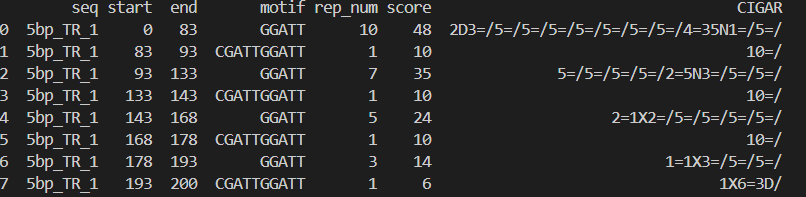 seq start end motif rep_num score CIGAR
0 5bp_TR_1 0 83 GGATT 10 48 2D3=/5=/5=/5=/5=/5=/5=/5=/4=35N1=/5=/
1 5bp_TR_1 83 93 CGATTGGATT 1 10 10=/
2 5bp_TR_1 93 133 GGATT 7 35 5=/5=/5=/5=/2=5N3=/5=/5=/
3 5bp_TR_1 133 143 CGATTGGATT 1 10 10=/
4 5bp_TR_1 143 168 GGATT 5 24 2=1X2=/5=/5=/5=/5=/
5 5bp_TR_1 168 178 CGATTGGATT 1 10 10=/
6 5bp_TR_1 178 193 GGATT 3 14 1=1X3=/5=/5=/
7 5bp_TR_1 193 200 CGATTGGATT 1 6 1X6=3D/